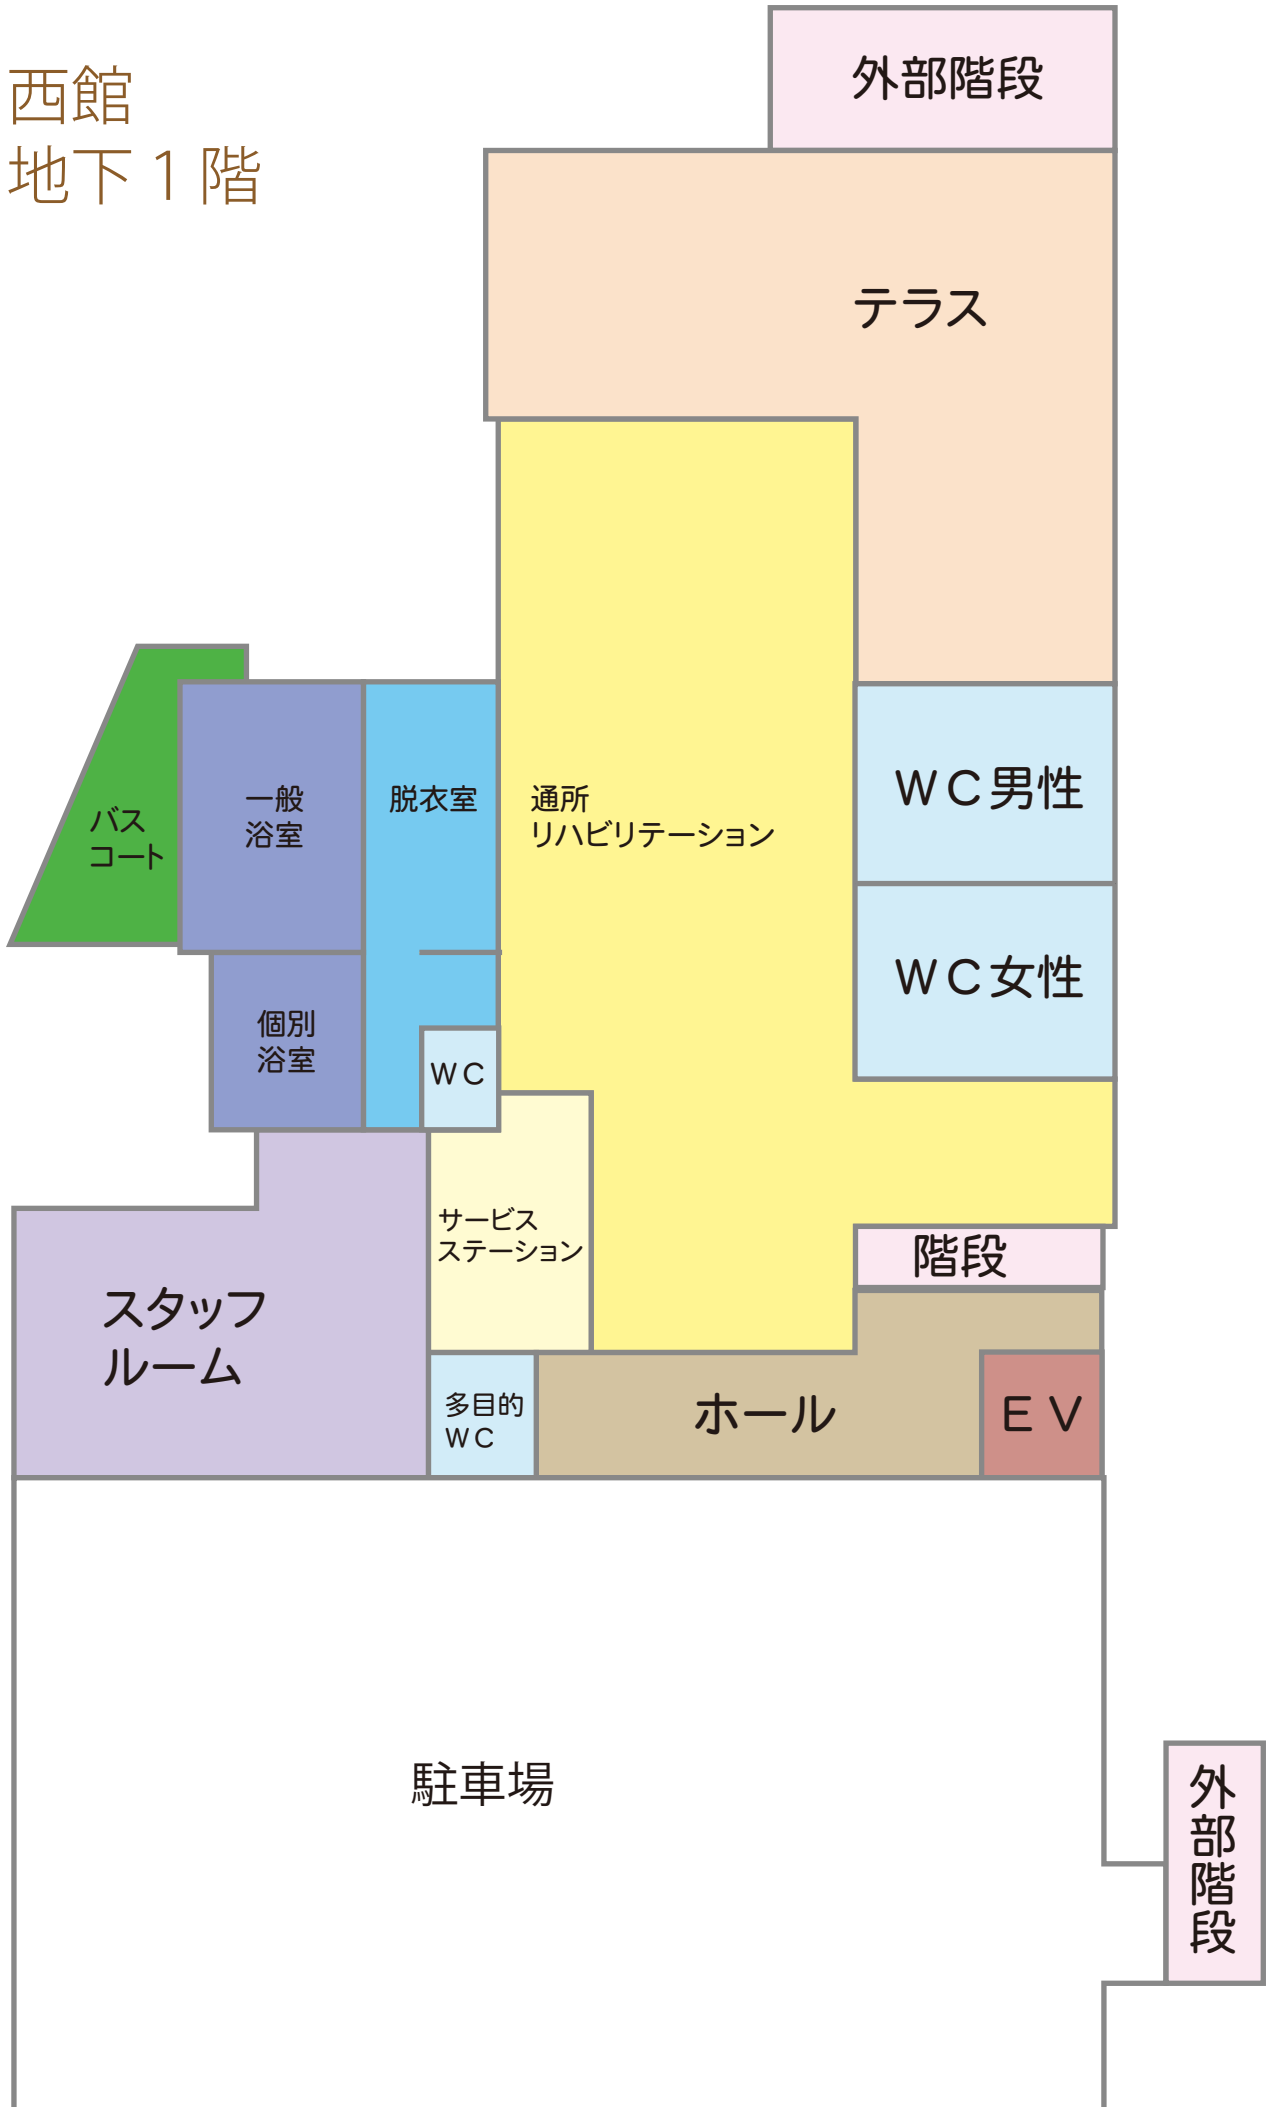 西館
地下１階
外部階段
テラス
バス
コート
一般
浴室
脱衣室
通所
リハビリテーション
ＷＣ男性
ＷＣ女性
個別
浴室
ＷＣ
サービス
ステーション
階段
スタッフ
ルーム
多目的
ＷＣ
ホール
ＥＶ
駐車場
外部階段